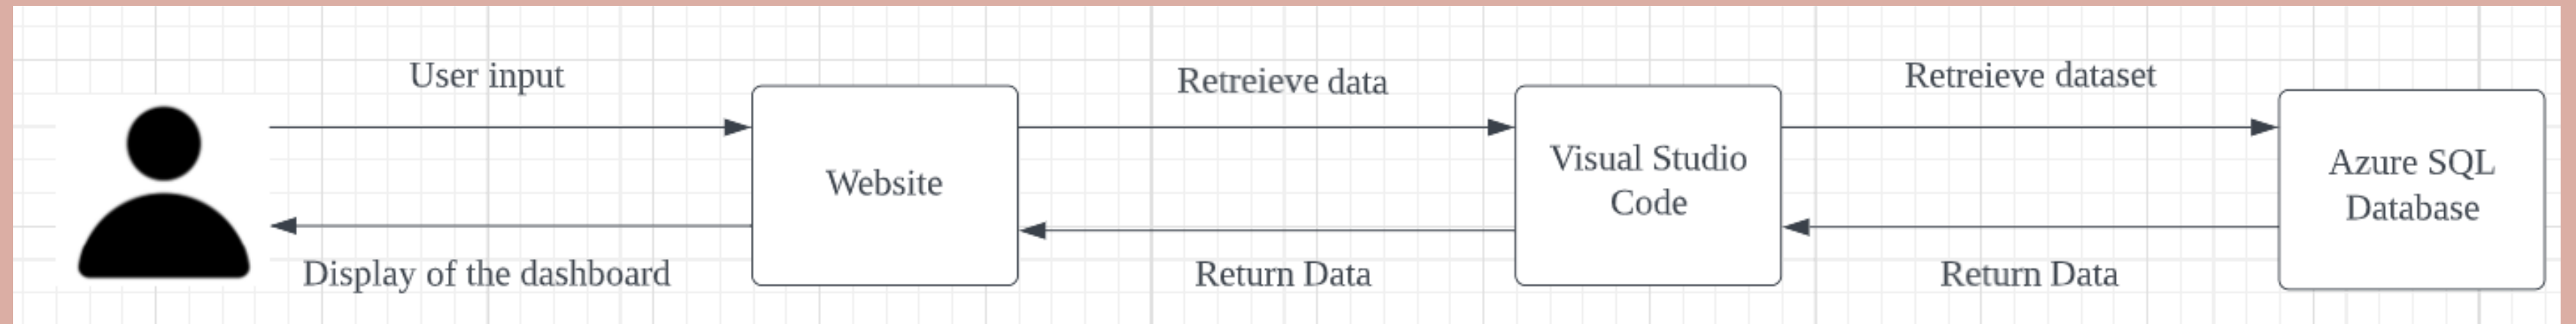 User input
Retreieve data
Retreieve dataset
Website
Visual Studio
Code
Azure SQL
Database
Display of the dashboard
Return Data
Return Data